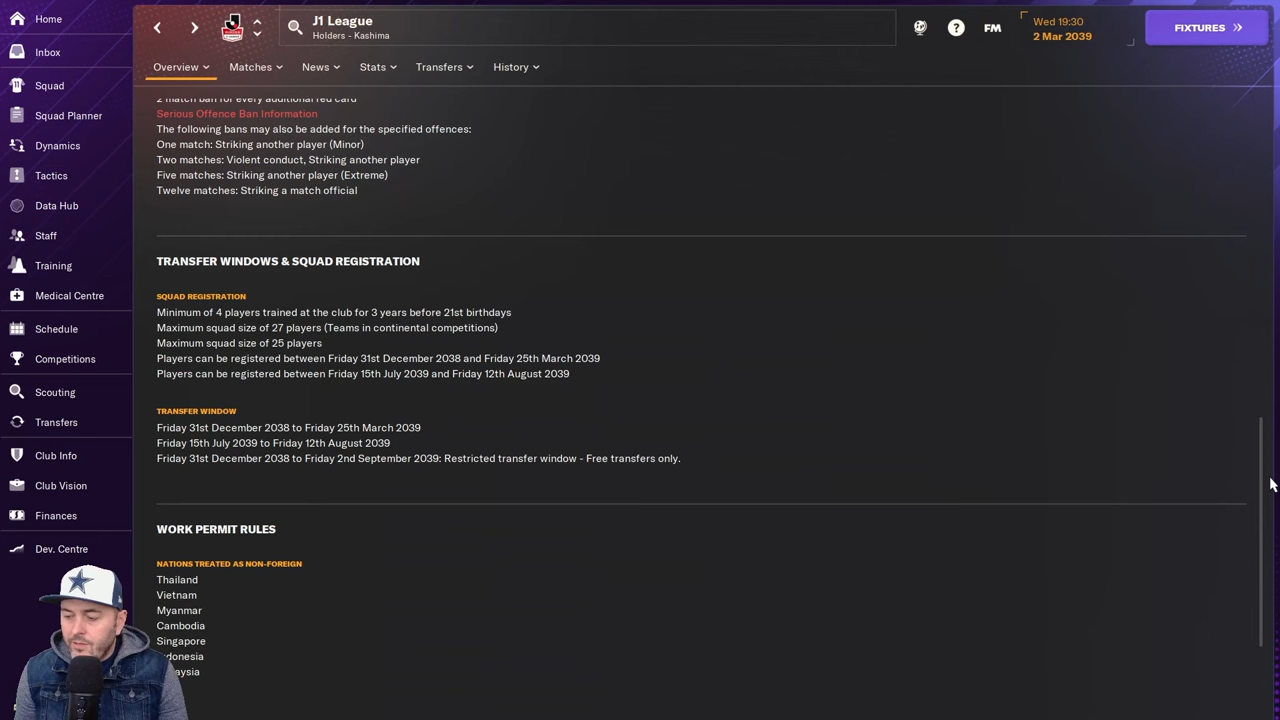 Home
Inbox
Squad
Squad Planner
Dynamics
Tactics
Data Hub
Staff
Training
Medical Centre
Schedule
Competitions
Scouting
Transfers
Club Info
Club Vision
Finances
Dev. Centre
J1 League
Holders - Kashima
FM
Wed 19:30
2 Mar 2039
FIXTURES
Overview
Matches
News
Stats
Transfers
History
2 match ban for every additional red card
Serious Offence Ban Information
The following bans may also be added for the specified offences:
One match: Striking another player (Minor)
Two matches: Violent conduct, Striking another player
Five matches: Striking another player (Extreme)
Twelve matches: Striking a match official
TRANSFER WINDOWS & SQUAD REGISTRATION
SQUAD REGISTRATION
Minimum of 4 players trained at the club for 3 years before 21st birthdays
Maximum squad size of 27 players (Teams in continental competitions)
Maximum squad size of 25 players
Players can be registered between Friday 31st December 2038 and Friday 25th March 2039
Players can be registered between Friday 15th July 2039 and Friday 12th August 2039
TRANSFER WINDOW
Friday 31st December 2038 to Friday 25th March 2039
Friday 15th July 2039 to Friday 12th August 2039
Friday 31st December 2038 to Friday 2nd September 2039: Restricted transfer window - Free transfers only.
WORK PERMIT RULES
NATIONS TREATED AS NON-FOREIGN
Thailand
Vietnam
Myanmar
Cambodia
Singapore
donesia
aysia